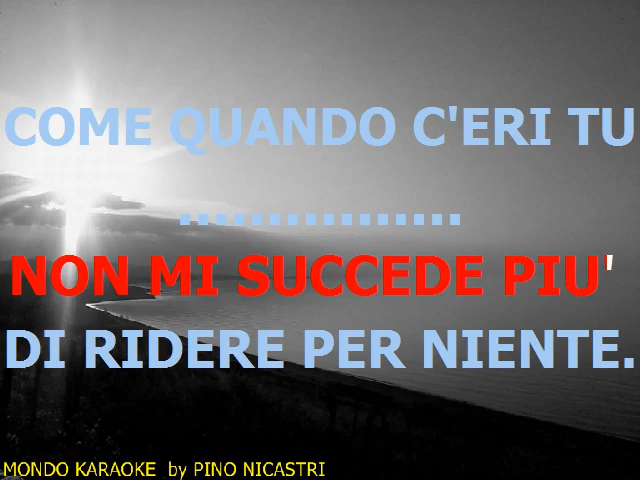 COME QUANDO C'ERI TU
................
NON MI SUCCEDE PIU'
DI RIDERE PER NIENTE.
MONDO KARAOKE by PINO NICASTRI